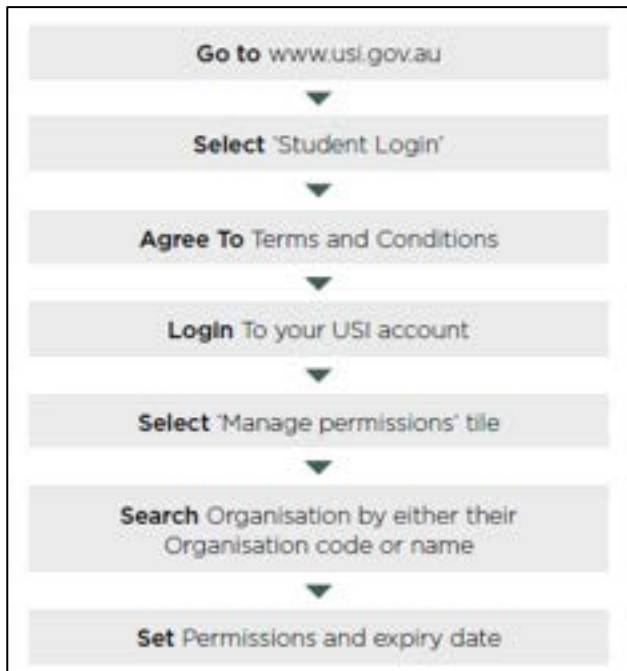 Go to www.usi.gov.au
Select 'Student Login'
Agree To Terms and Conditions
Login To your USI account
Select 'Manage permissions' tile
Search Organisation by either their
Organisation code or name
Set Permissions and expiry date